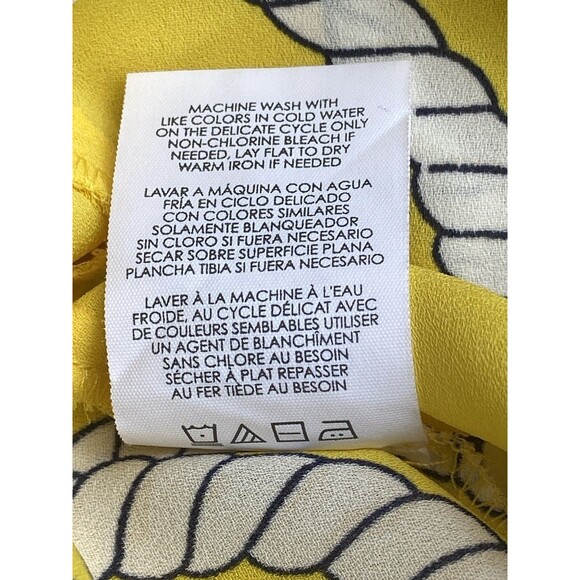 MACHINE WASH WITH
LIKE COLORS IN COLD WATER
ON THE DELICATE CYCLE ONLY
NON-CHLORINE BLEACH IF
NEEDED, LAY FLAT TO DRY
WARM IRON IF NEEDED
LAVAR A MÁQUINA CON AGUA
FRÍA EN CICLO DELICADO
CON COLORES SIMILARES
SOLAMENTE BLANQUEADOR
SIN CLORO SI FUERA NECESARIO
SECAR SOBRE SUPERFICIE PLANA
PLANCHA TIBIA SI FUERA NECESARIO
LAVER À LA MACHINE À L'EAU
FROIDE, AU CYCLE DÉLICAT AVEC
DE COULEURS SEMBLABLES UTILISER
UN AGENT DE BLANCHÎMENT
SANS CHLORE AU BESOIN
SÉCHER À PLAT REPASSER
AU FER TIÈDE AU BESOIN